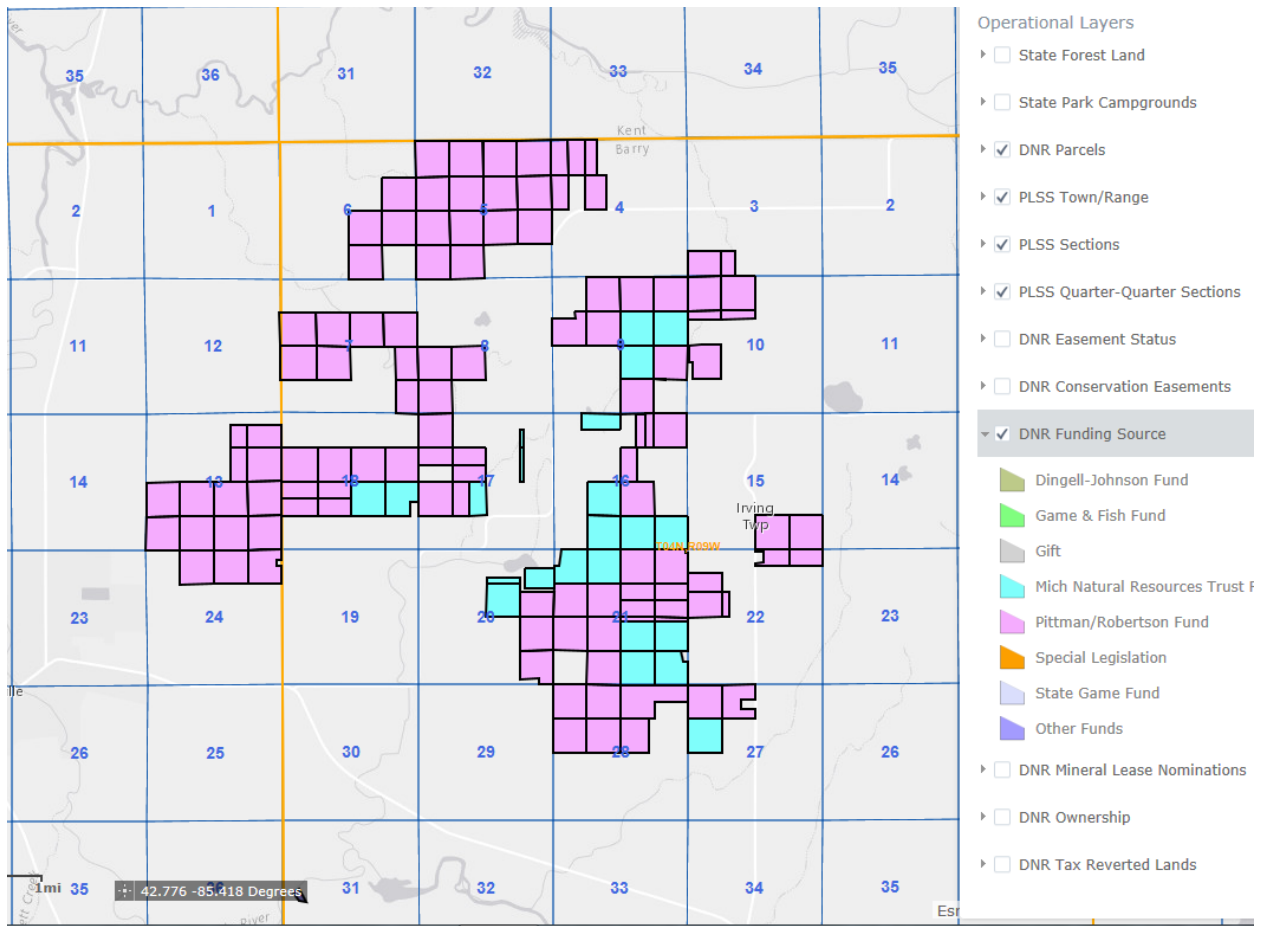 Operational Layers
State Forest Land
State Park Campgrounds
DNR Parcels
PLSS Town/Range
PLSS Sections
PLSS Quarter-Quarter Sections
DNR Easement Status
DNR Conservation Easements
DNR Funding Source
Dingell-Johnson Fund
Game & Fish Fund
Gift
Mich Natural Resources Trust F
Pittman/Robertson Fund
Special Legislation
State Game Fund
Other Funds
DNR Mineral Lease Nominations
DNR Ownership
DNR Tax Reverted Lands
35 36 31 32 33 34 35
Kent
Barry
2 1 6 5 4 3 2
11 12 7 8 9 10 11
14 13 18 17 16 15 14
Irving
Twp
T04N R09W
23 24 19 20 21 22 23
lle
26 25 30 29 28 27 26
1mi 35 36 31 32 33 34 35
42.776 -85.418 Degrees
ett Creek
River
Esr